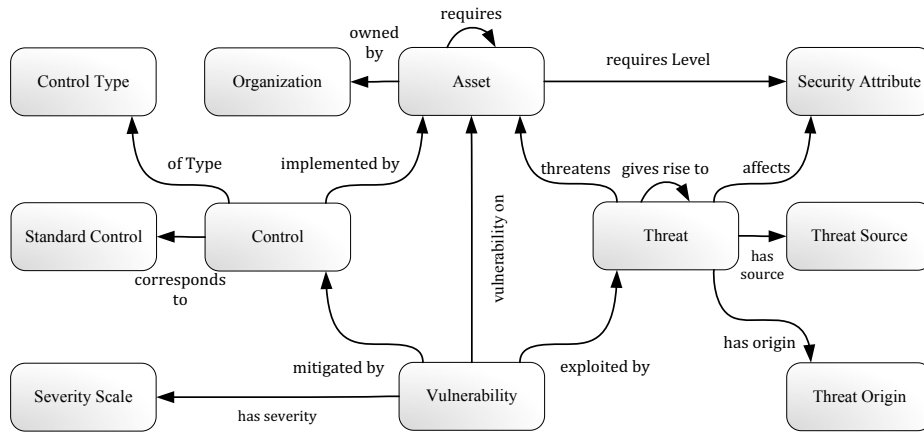 requires
owned
by
Control Type
Organization
Asset
requires Level
Security Attribute
of Type
implemented by
threatens
gives rise to
affects
vulnerability on
Standard Control
Control
Threat
Threat Source
corresponds
to
has
source
has origin
mitigated by
exploited by
Severity Scale
has severity
Vulnerability
Threat Origin